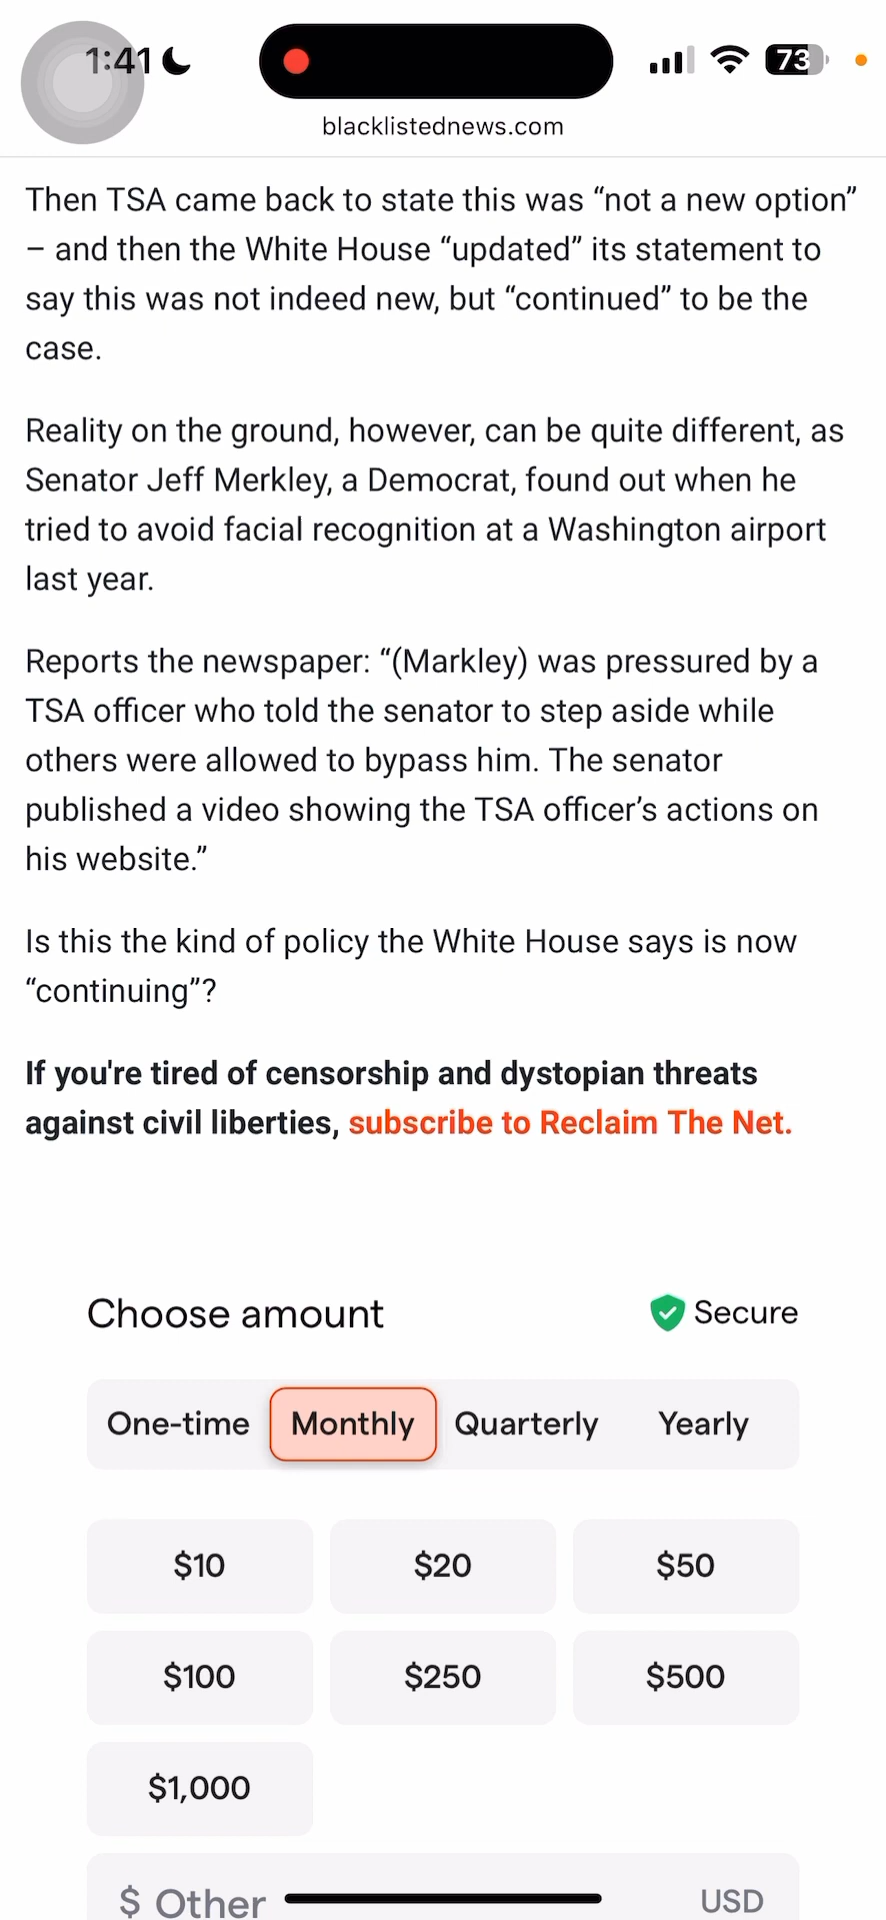 1:41
73
blacklistednews.com
Then TSA came back to state this was “not a new option”
– and then the White House “updated” its statement to
say this was not indeed new, but “continued” to be the
case.
Reality on the ground, however, can be quite different, as
Senator Jeff Merkley, a Democrat, found out when he
tried to avoid facial recognition at a Washington airport
last year.
Reports the newspaper: “(Markley) was pressured by a
TSA officer who told the senator to step aside while
others were allowed to bypass him. The senator
published a video showing the TSA officer’s actions on
his website.”
Is this the kind of policy the White House says is now
“continuing”?
If you're tired of censorship and dystopian threats
against civil liberties, subscribe to Reclaim The Net.
Choose amount Secure
One-time Monthly Quarterly Yearly
$10 $20 $50
$100 $250 $500
$1,000
$ Other USD